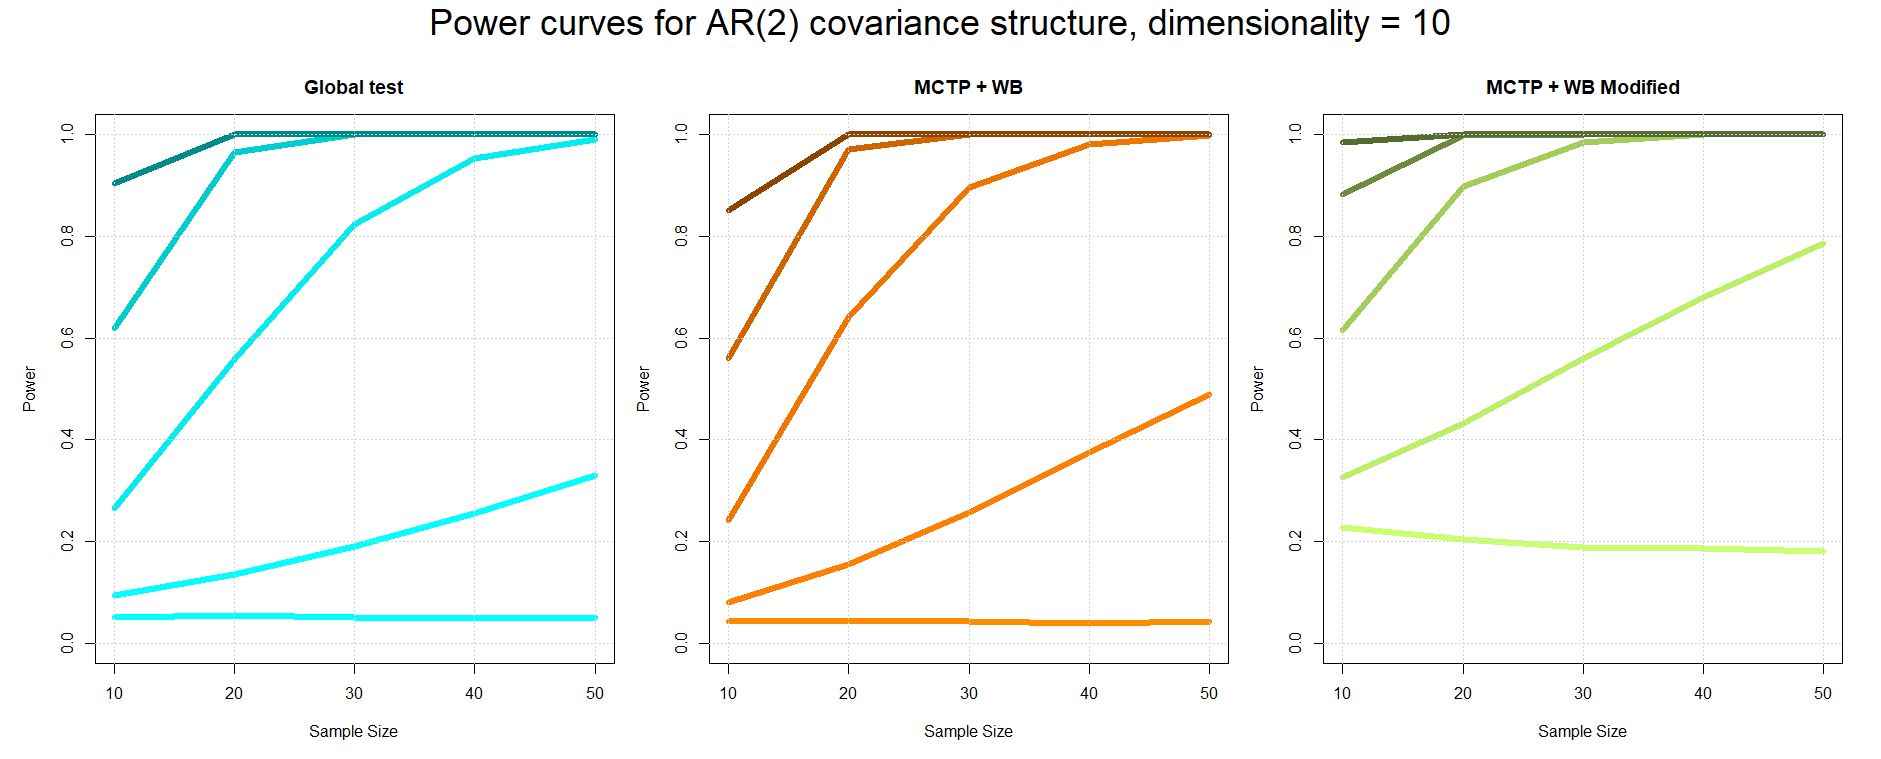 Power curves for AR(2) covariance structure, dimensionality = 10
Global test
Power
1.0
0.8
0.6
0.4
0.2
0.0
10 20 30 40 50
Sample Size
MCTP + WB
Power
1.0
0.8
0.6
0.4
0.2
0.0
10 20 30 40 50
Sample Size
MCTP + WB Modified
Power
1.0
0.8
0.6
0.4
0.2
0.0
10 20 30 40 50
Sample Size